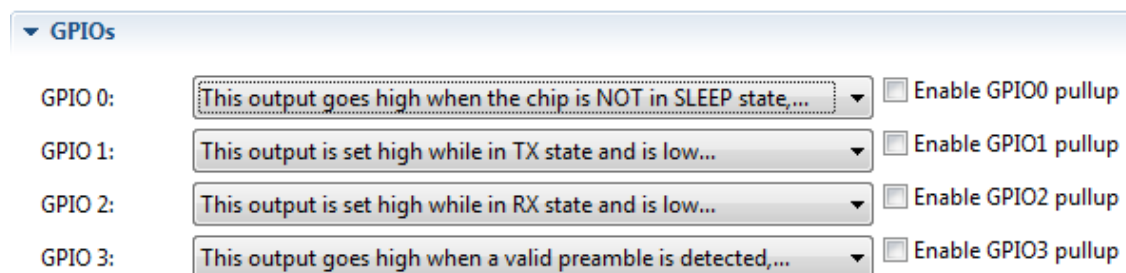 GPIOs
GPIO 0: This output goes high when the chip is NOT in SLEEP state,... Enable GPIO0 pullup
GPIO 1: This output is set high while in TX state and is low... Enable GPIO1 pullup
GPIO 2: This output is set high while in RX state and is low... Enable GPIO2 pullup
GPIO 3: This output goes high when a valid preamble is detected,... Enable GPIO3 pullup